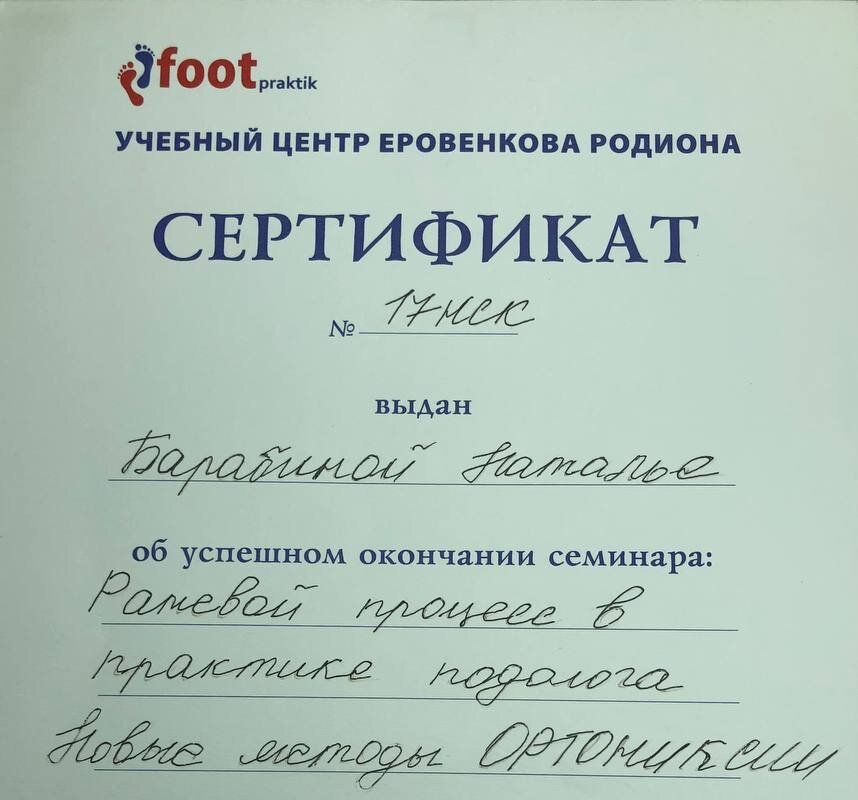 foot praktik
УЧЕБНЫЙ ЦЕНТР ЕРОВЕНКОВА РОДИОНА
СЕРТИФИКАТ
№ 17нск
выдан
Барабиной Наталье
об успешном окончании семинара:
Раневой процесс в
практике подолога
Новые методы ОРТОНИКСИИ